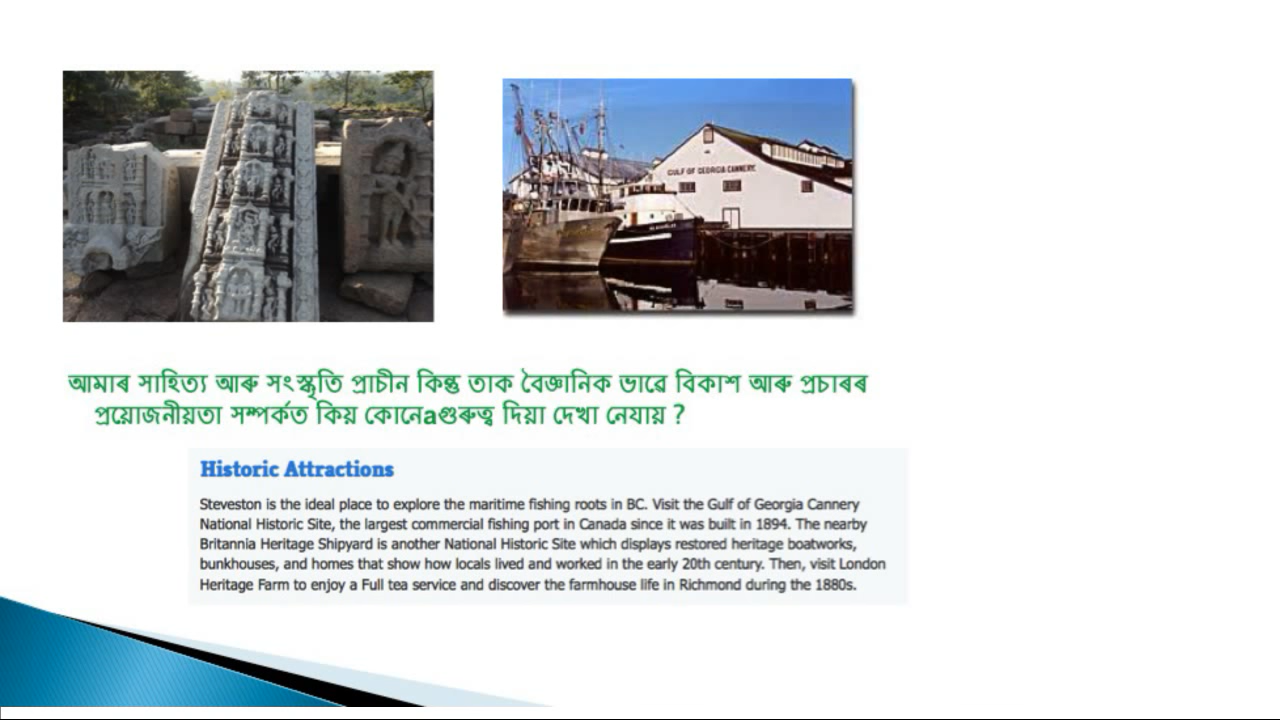 GULF OF GEORGIA CANNERY
আমাৰ সাহিত্য আৰু সংস্কৃতি প্ৰাচীন কিন্তু তাক বৈজ্ঞানিক ভাৱে বিকাশ আৰু প্ৰচাৰৰ
প্ৰয়োজনীয়তা সম্পৰ্কত কিয় কোনেaগুৰুত্ব দিয়া দেখা নেযায় ?
Historic Attractions
Steveston is the ideal place to explore the maritime fishing roots in BC. Visit the Gulf of Georgia Cannery
National Historic Site, the largest commercial fishing port in Canada since it was built in 1894. The nearby
Britannia Heritage Shipyard is another National Historic Site which displays restored heritage boatworks,
bunkhouses, and homes that show how locals lived and worked in the early 20th century. Then, visit London
Heritage Farm to enjoy a Full tea service and discover the farmhouse life in Richmond during the 1880s.